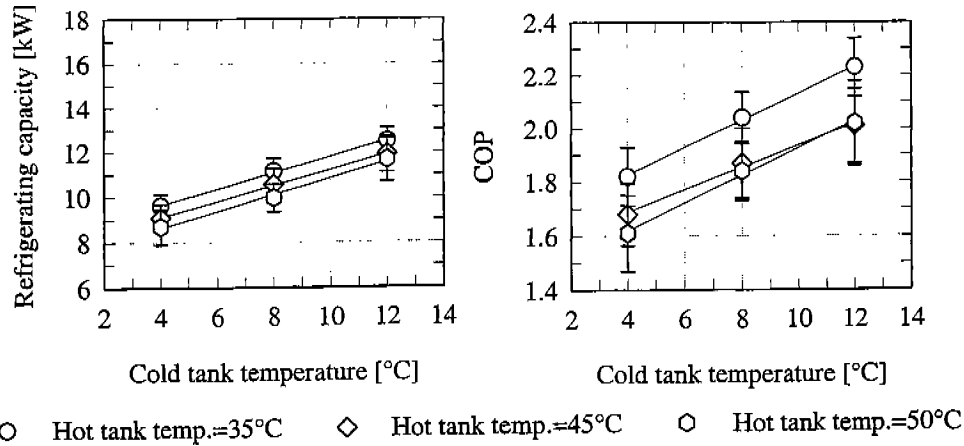 Refrigerating capacity [kW]
18
16
14
12
10
8
6
2 4 6 8 10 12 14
Cold tank temperature [°C]
COP
2.4
2.2
2.0
1.8
1.6
1.4
2 4 6 8 10 12 14
Cold tank temperature [°C]
Hot tank temp.=35°C Hot tank temp.=45°C Hot tank temp.=50°C